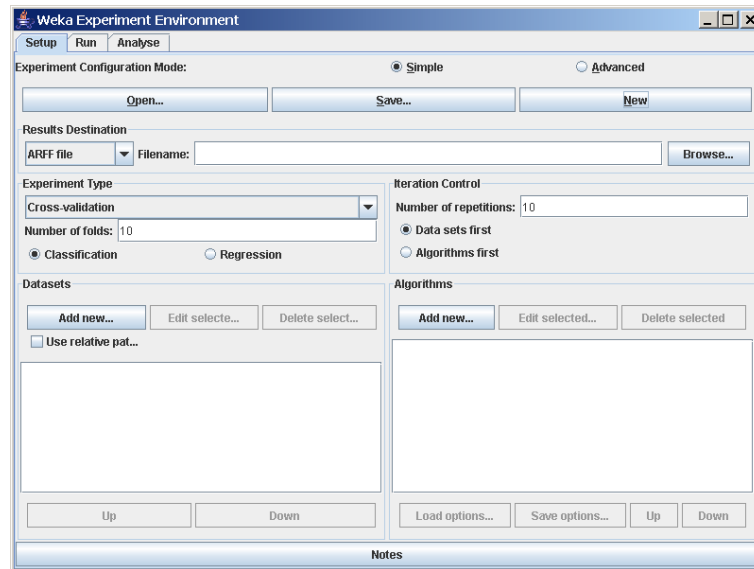 Weka Experiment Environment
Setup Run Analyse
Experiment Configuration Mode: Simple Advanced
Open... Save... New
Results Destination
ARFF file Filename: Browse...
Experiment Type
Cross-validation
Number of folds: 10
Classification Regression
Iteration Control
Number of repetitions: 10
Data sets first
Algorithms first
Datasets
Add new... Edit selecte... Delete select...
Use relative pat...
Up Down
Algorithms
Add new... Edit selected... Delete selected
Load options... Save options... Up Down
Notes